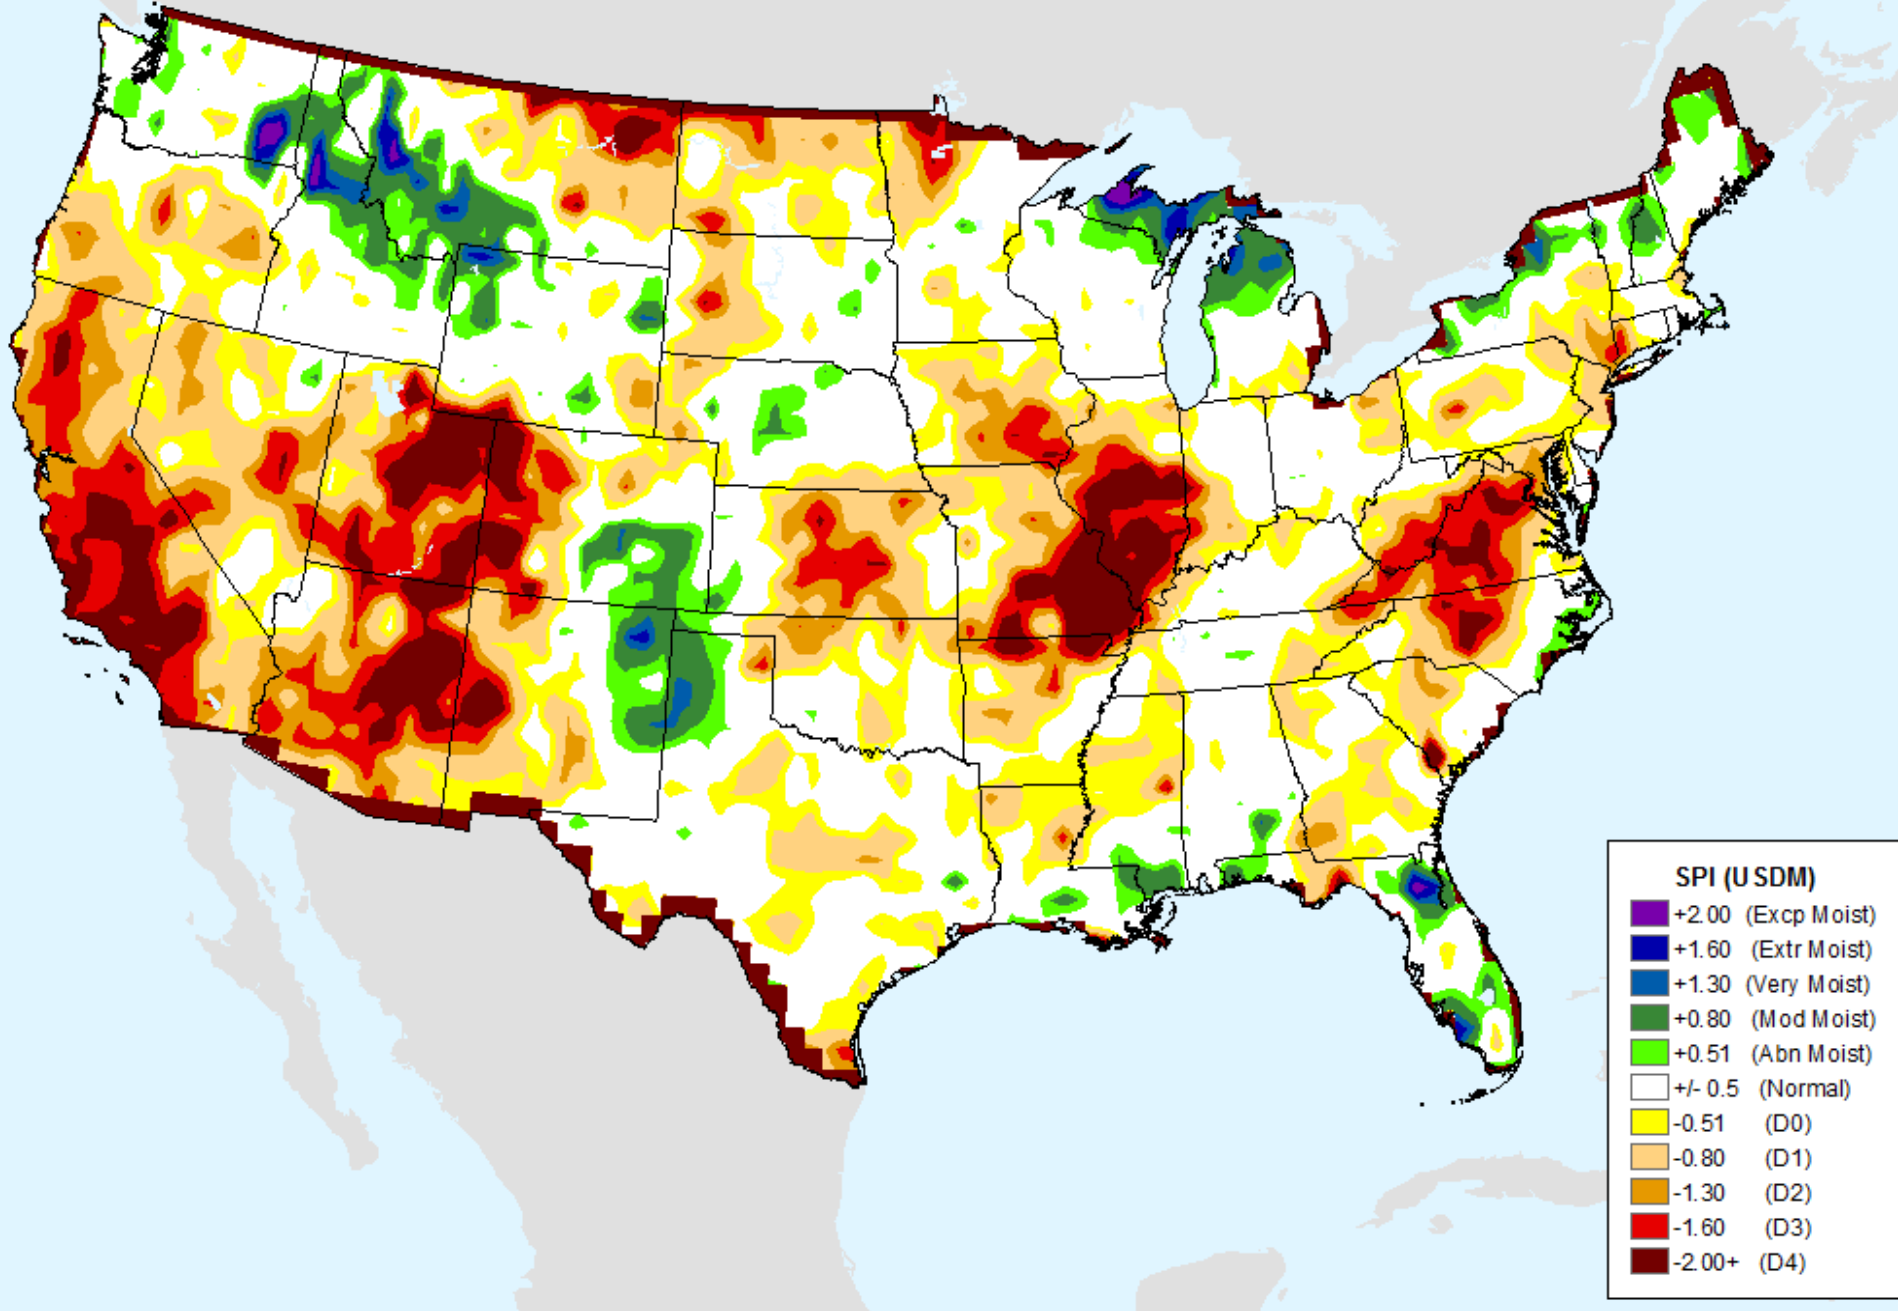 SPI (USDM)
+2.00 (Excp Moist)
+1.60 (Extr Moist)
+1.30 (Very Moist)
+0.80 (Mod Moist)
+0.51 (Abn Moist)
+/- 0.5 (Normal)
-0.51 (D0)
-0.80 (D1)
-1.30 (D2)
-1.60 (D3)
-2.00+ (D4)